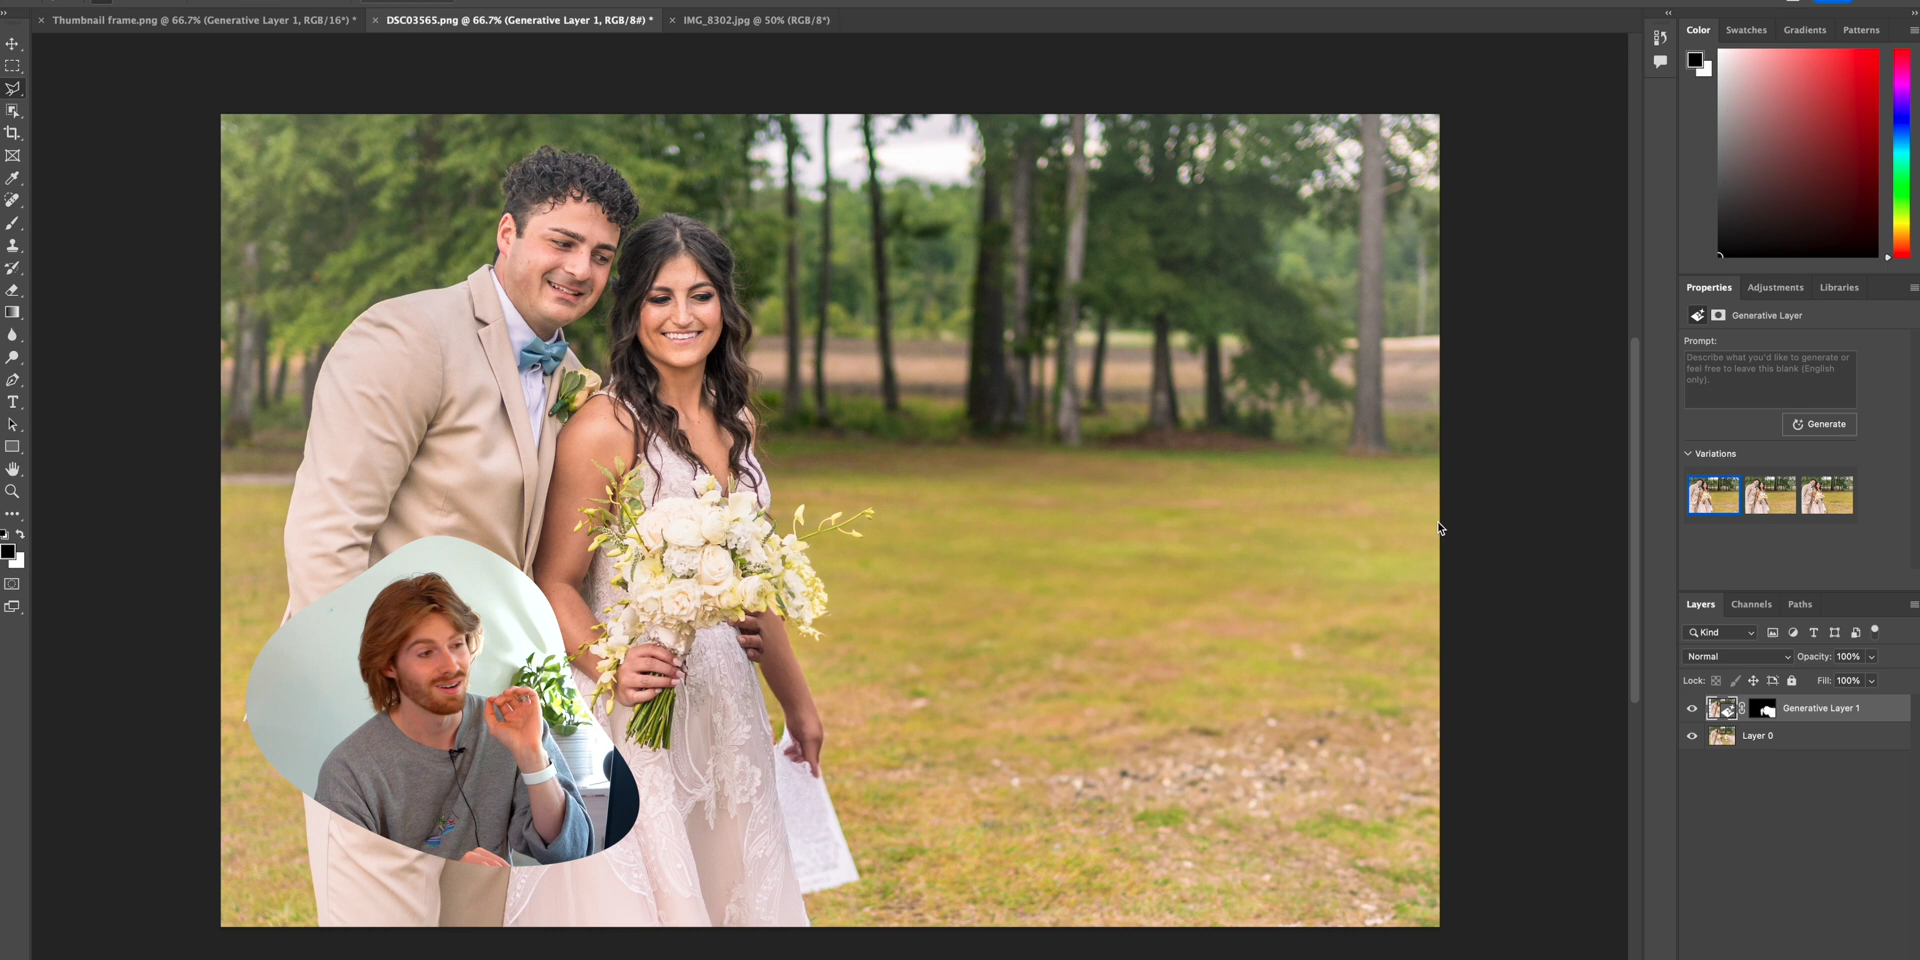 Thumbnail frame.png @ 66.7% (Generative Layer 1, RGB/16*) *
DSC03565.png @ 66.7% (Generative Layer 1, RGB/8#) *
IMG_8302.jpg @ 50% (RGB/8*)
Color
Swatches
Gradients
Patterns
Properties
Adjustments
Libraries
Generative Layer
Prompt:
Describe what you'd like to generate or
feel free to leave this blank (English
only).
Generate
Variations
Layers
Channels
Paths
Kind
Normal
Opacity: 100%
Lock:
Fill: 100%
Generative Layer 1
Layer 0